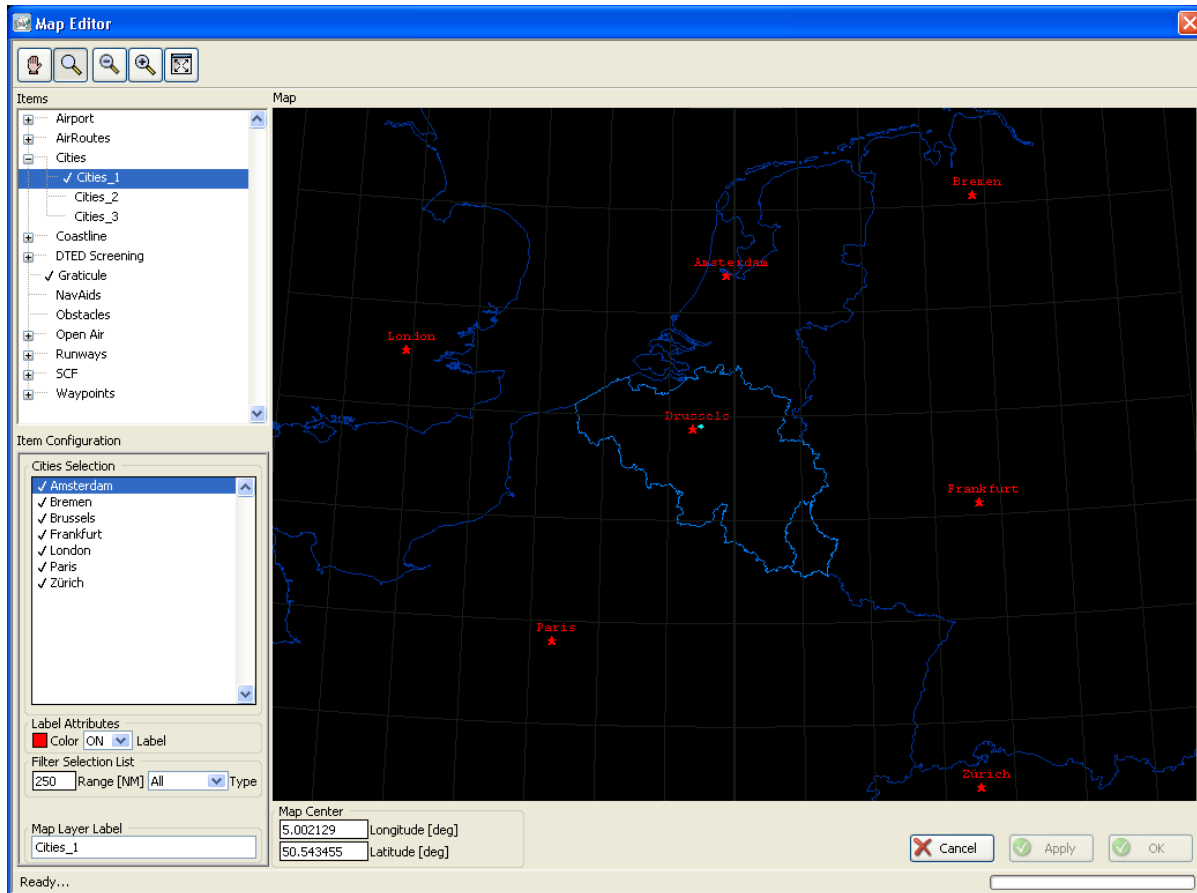 Map Editor
Items
Map
Airport
AirRoutes
Cities
Cities_1
Cities_2
Cities_3
Coastline
DTED Screening
Graticule
NavAids
Obstacles
Open Air
Runways
SCF
Waypoints
Item Configuration
Cities Selection
Amsterdam
Bremen
Brussels
Frankfurt
London
Paris
Zürich
Label Attributes
Color ON Label
Filter Selection List
250 Range [NM] All Type
Map Layer Label
Cities_1
Bremen
Amsterdam
London
Brussels
Frankfurt
Paris
Zürich
Map Center
5.002129 Longitude [deg]
50.543455 Latitude [deg]
Cancel Apply OK
Ready...